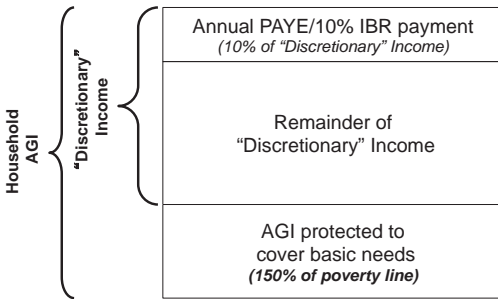 Household
AGI
"Discretionary"
Income
Annual PAYE/10% IBR payment
(10% of "Discretionary" Income)
Remainder of
"Discretionary" Income
AGI protected to
cover basic needs
(150% of poverty line)